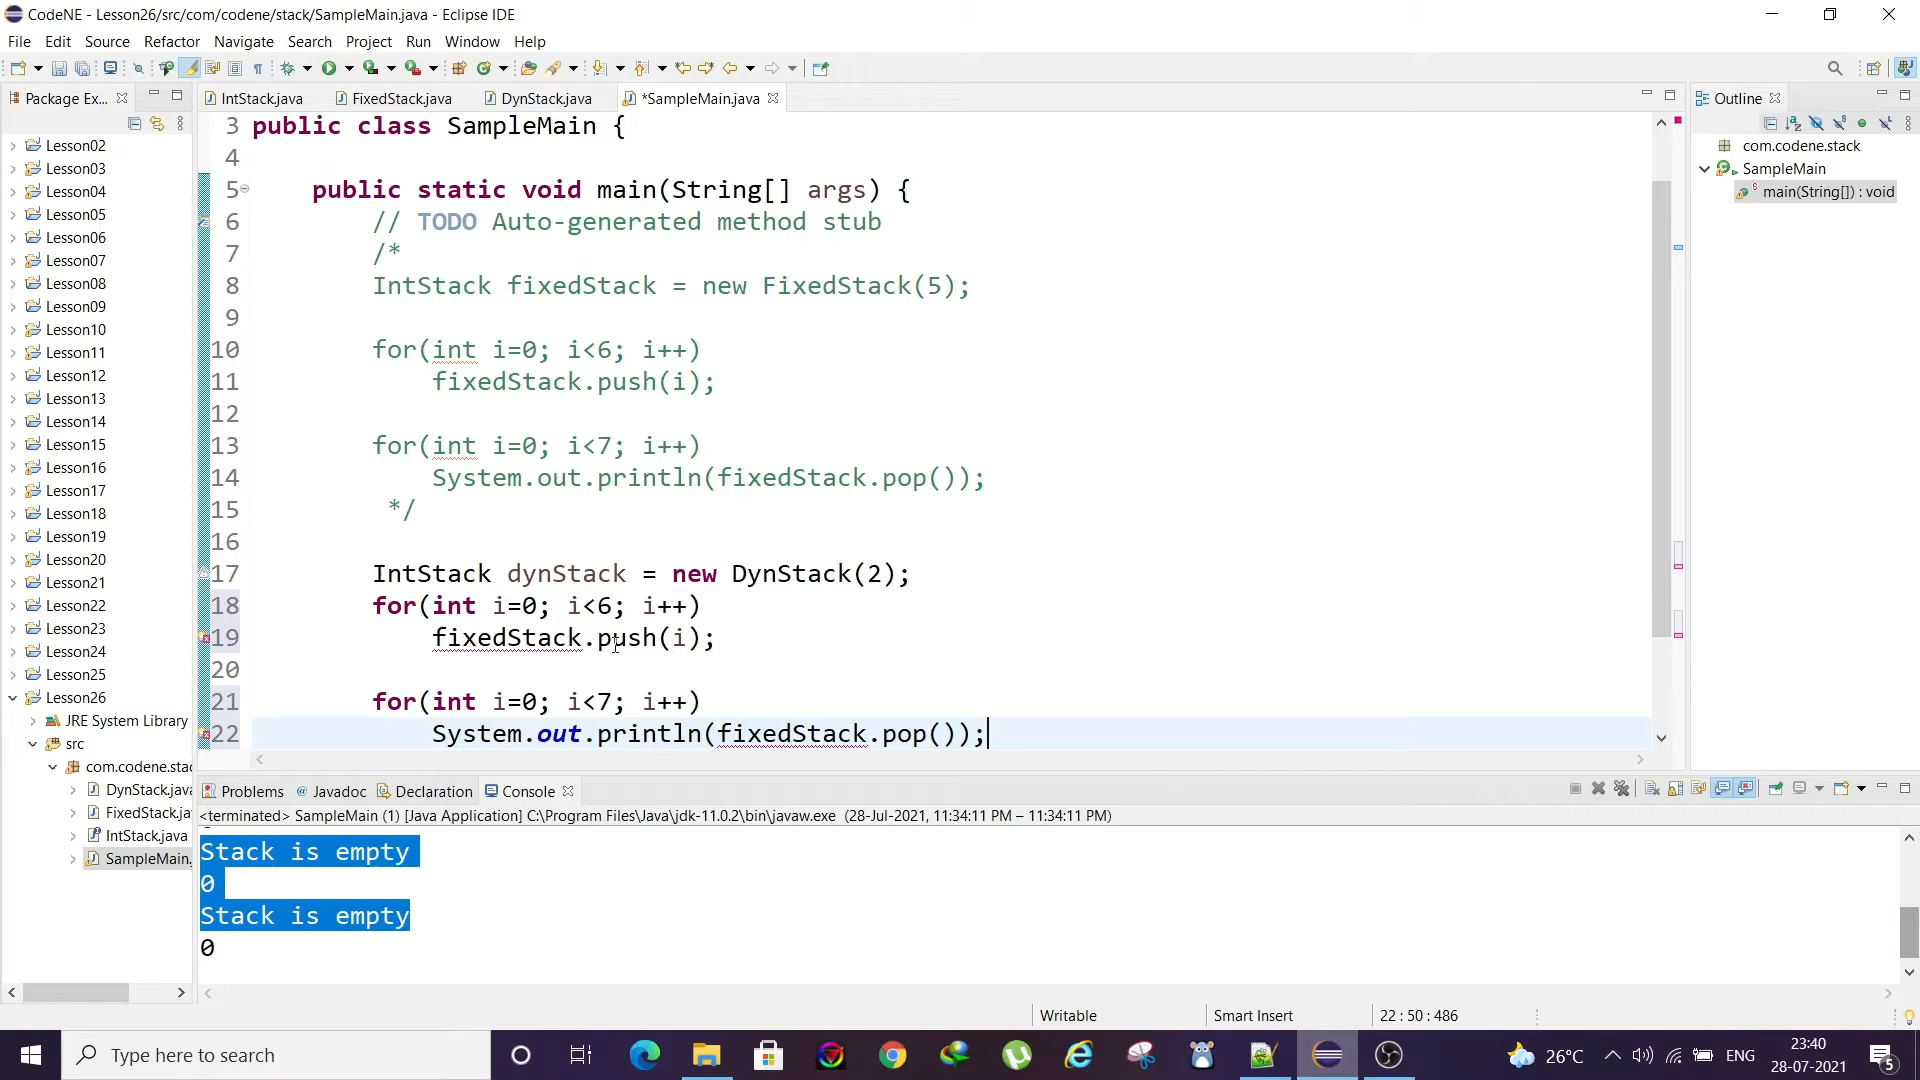 CodeNE - Lesson26/src/com/codene/stack/SampleMain.java - Eclipse IDE
File Edit Source Refactor Navigate Search Project Run Window Help
Package Ex...
IntStack.java FixedStack.java DynStack.java *SampleMain.java
Outline
Lesson02
Lesson03
Lesson04
Lesson05
Lesson06
Lesson07
Lesson08
Lesson09
Lesson10
Lesson11
Lesson12
Lesson13
Lesson14
Lesson15
Lesson16
Lesson17
Lesson18
Lesson19
Lesson20
Lesson21
Lesson22
Lesson23
Lesson24
Lesson25
Lesson26
JRE System Library
src
com.codene.stac
DynStack.java
FixedStack.ja
IntStack.java
SampleMain.
3 public class SampleMain {
4
5 public static void main(String[] args) {
6 // TODO Auto-generated method stub
7 /*
8 IntStack fixedStack = new FixedStack(5);
9
10 for(int i=0; i<6; i++)
11 fixedStack.push(i);
12
13 for(int i=0; i<7; i++)
14 System.out.println(fixedStack.pop());
15 */
16
17 IntStack dynStack = new DynStack(2);
18 for(int i=0; i<6; i++)
19 fixedStack.push(i);
20
21 for(int i=0; i<7; i++)
22 System.out.println(fixedStack.pop());
com.codene.stack
SampleMain
main(String[]) : void
Problems Javadoc Declaration Console
<terminated> SampleMain (1) [Java Application] C:\Program Files\Java\jdk-11.0.2\bin\javaw.exe (28-Jul-2021, 11:34:11 PM – 11:34:11 PM)
Stack is empty
0
Stack is empty
0
Writable Smart Insert 22 : 50 : 486
Type here to search
26°C ENG
23:40
28-07-2021
5